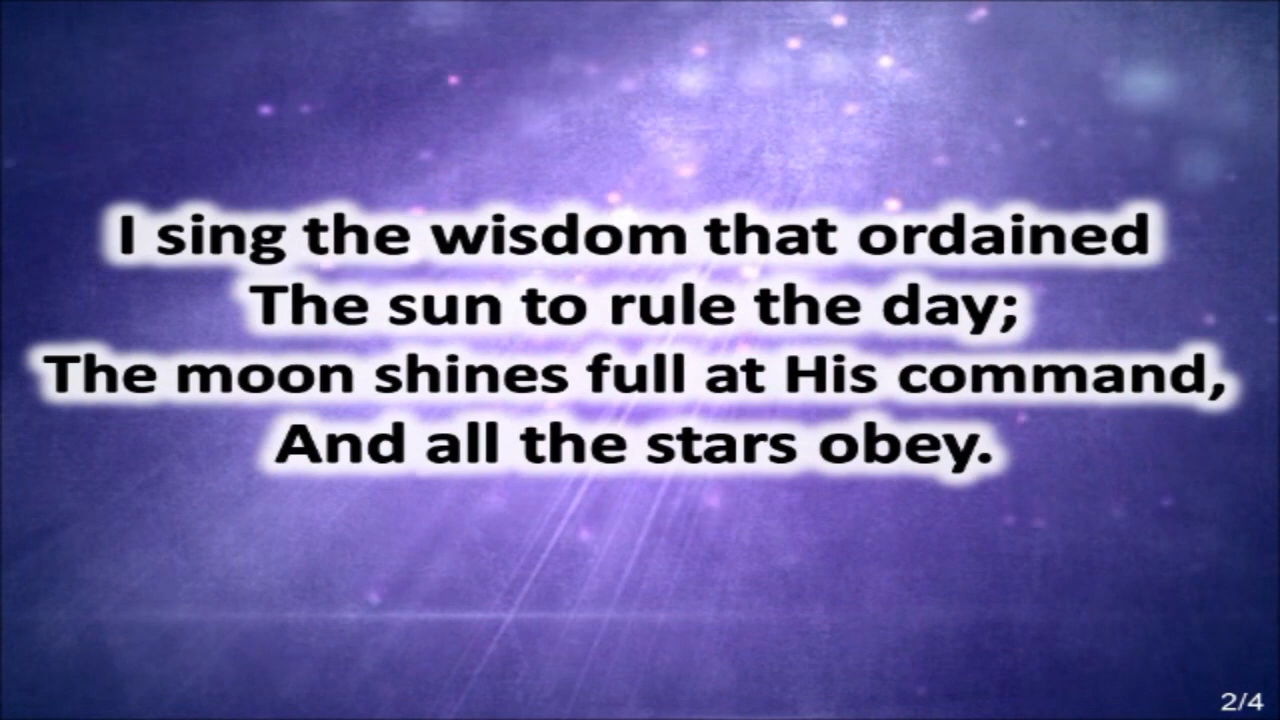 I sing the wisdom that ordained
The sun to rule the day;
The moon shines full at His command,
And all the stars obey.
2/4